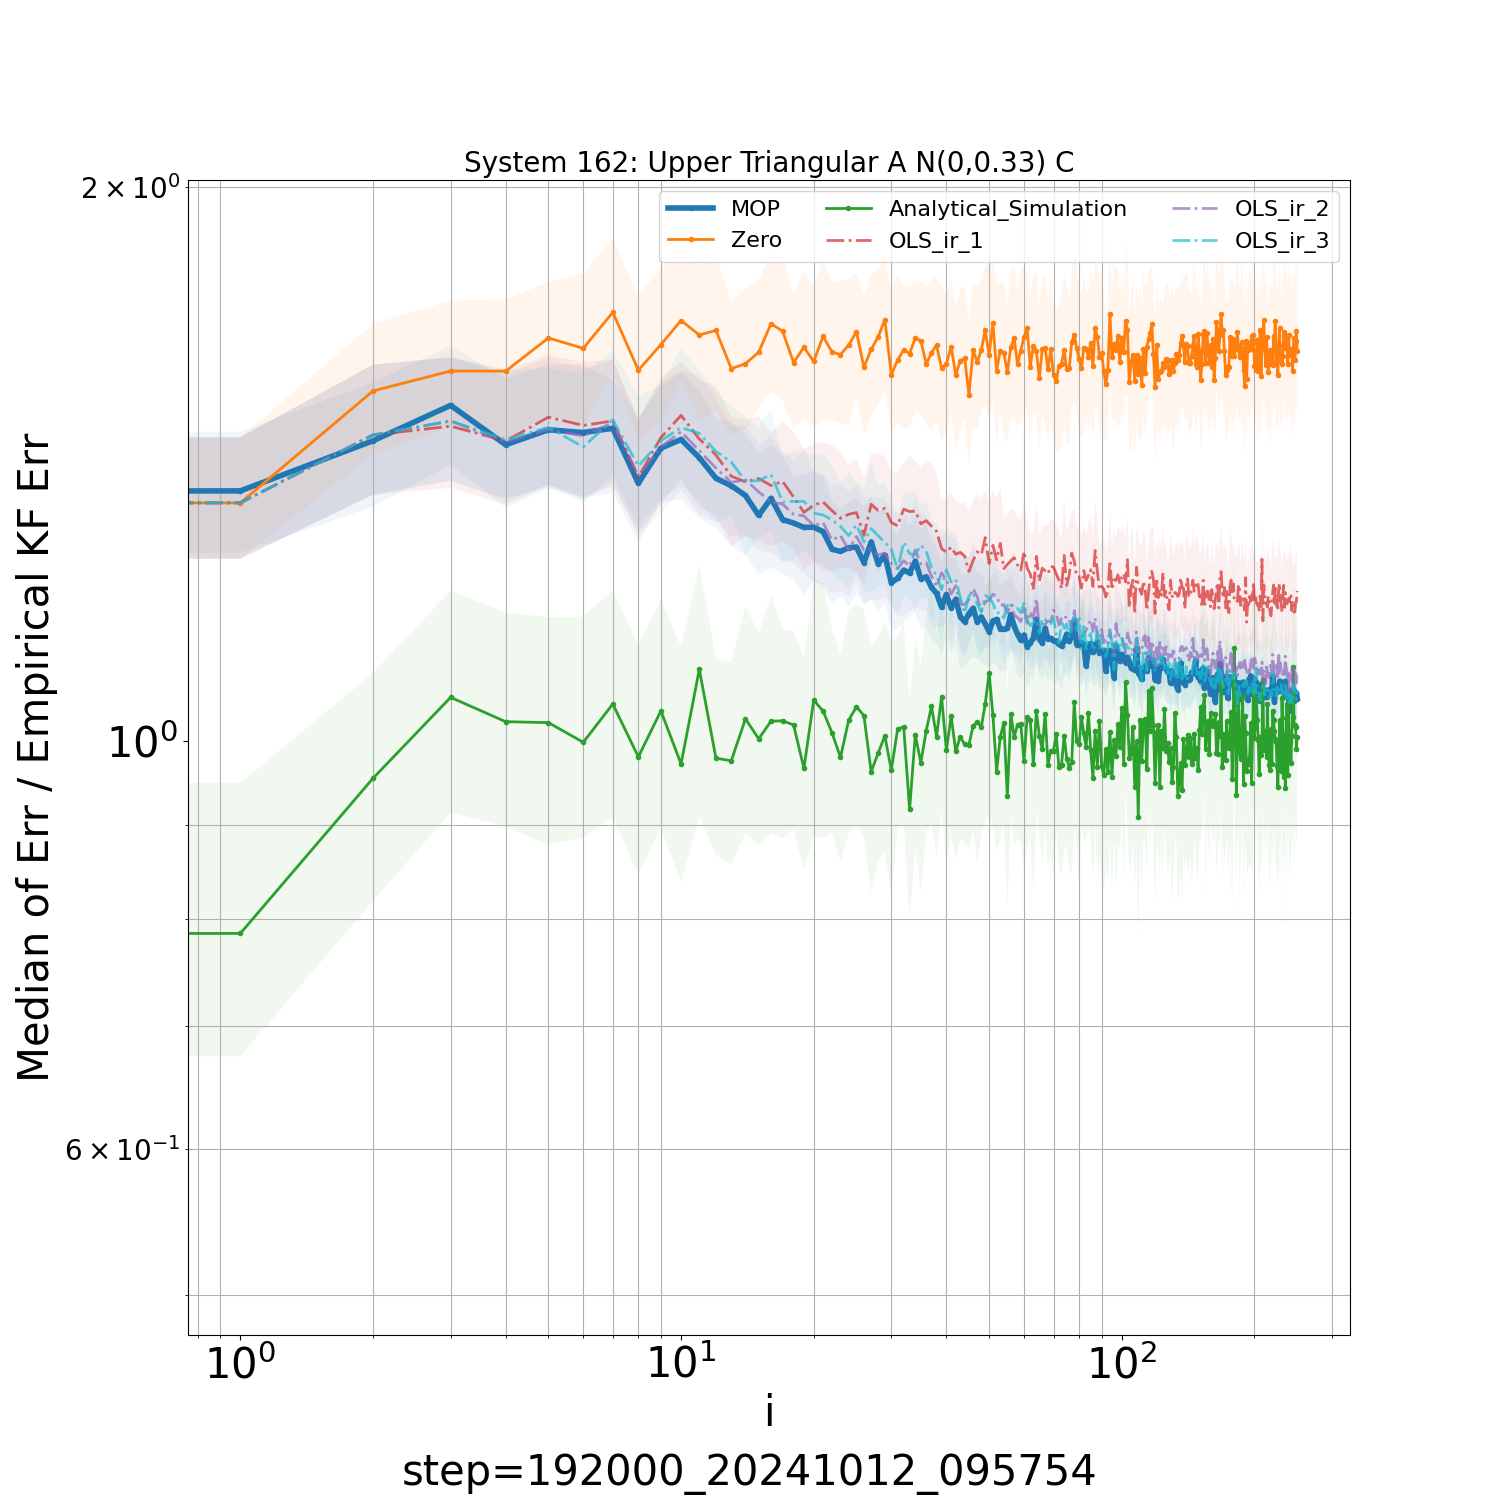 System 162: Upper Triangular A N(0,0.33) C
2 × 10⁰
10⁰
6 × 10⁻¹
Median of Err / Empirical KF Err
MOP
Zero
Analytical_Simulation
OLS_ir_1
OLS_ir_2
OLS_ir_3
10⁰ 10¹ 10²
i
step=192000_20241012_095754